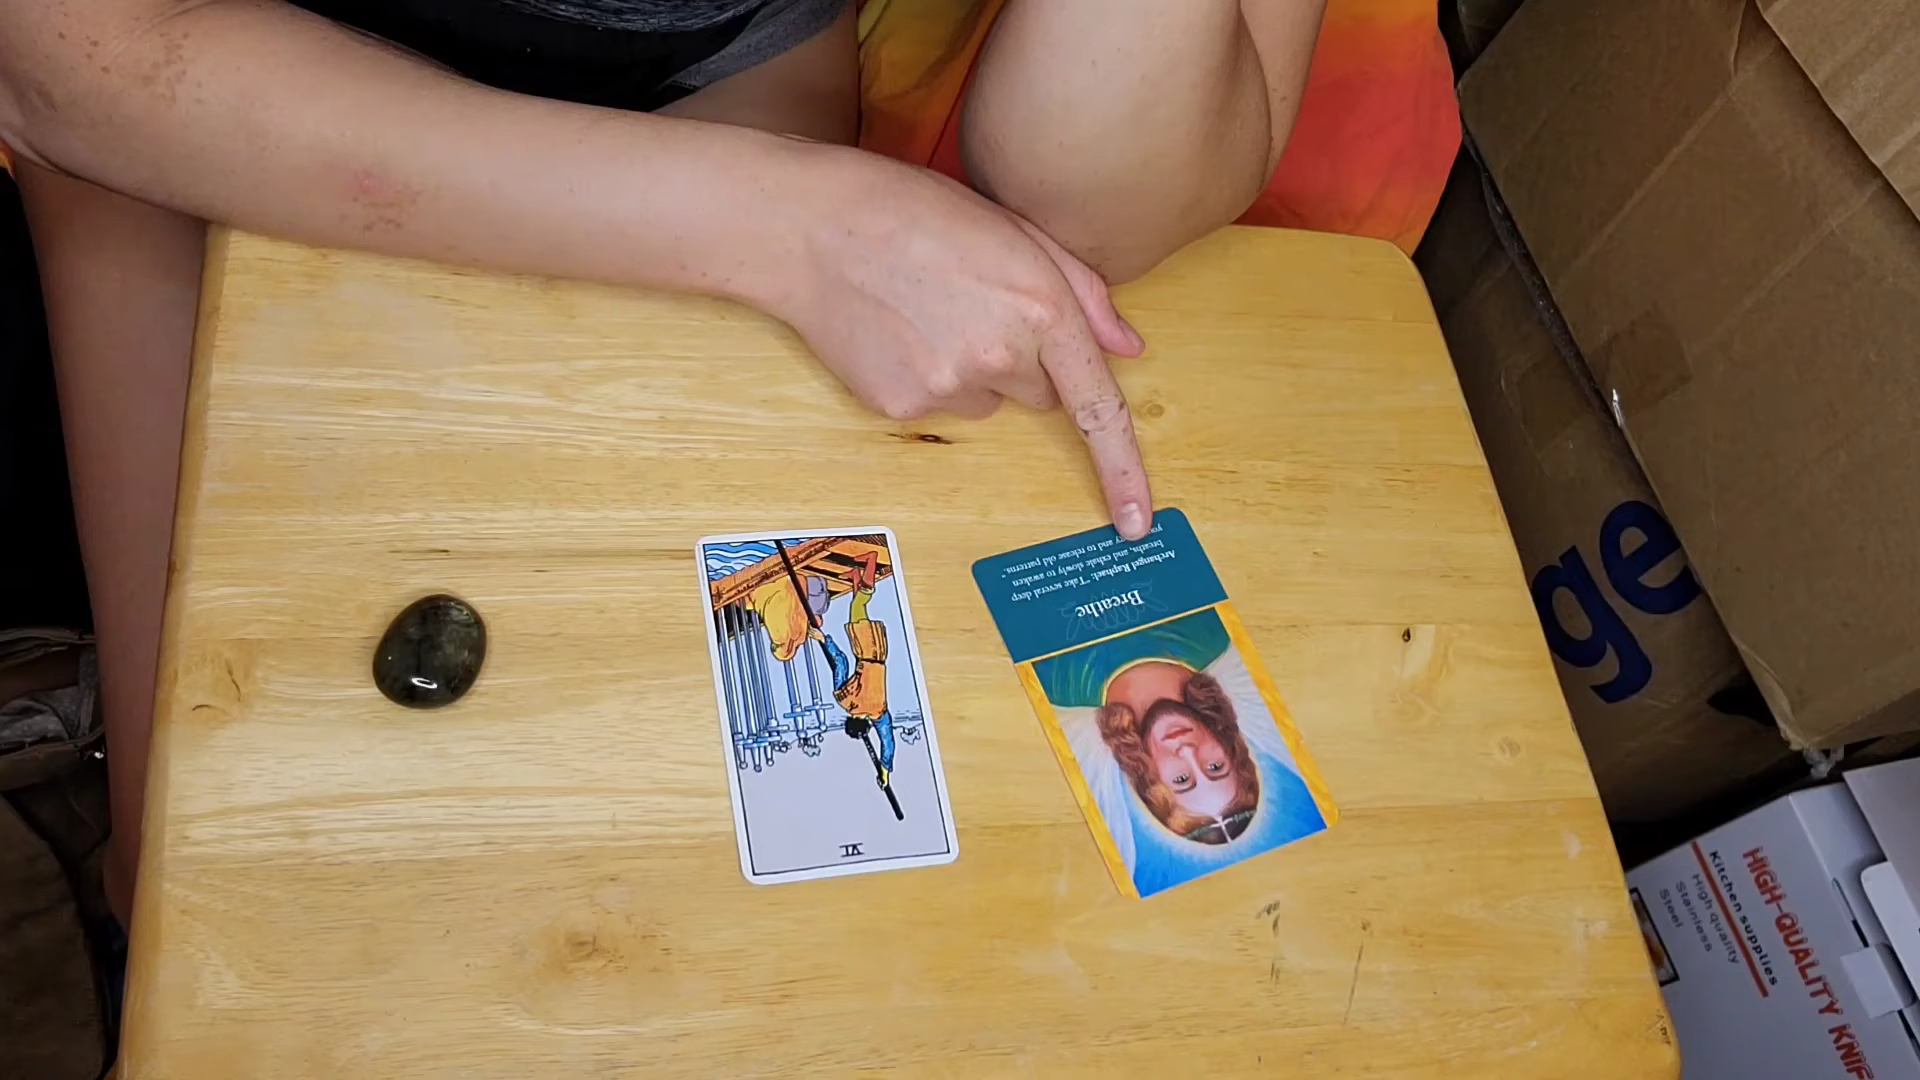 VI
Breathe
Archangel Raphael: "Take several deep
breaths, and exhale slowly to awaken
and to release old patterns."
ge
HIGH-QUALITY KNIF
Kitchen supplies
High quality
Stainless
Steel